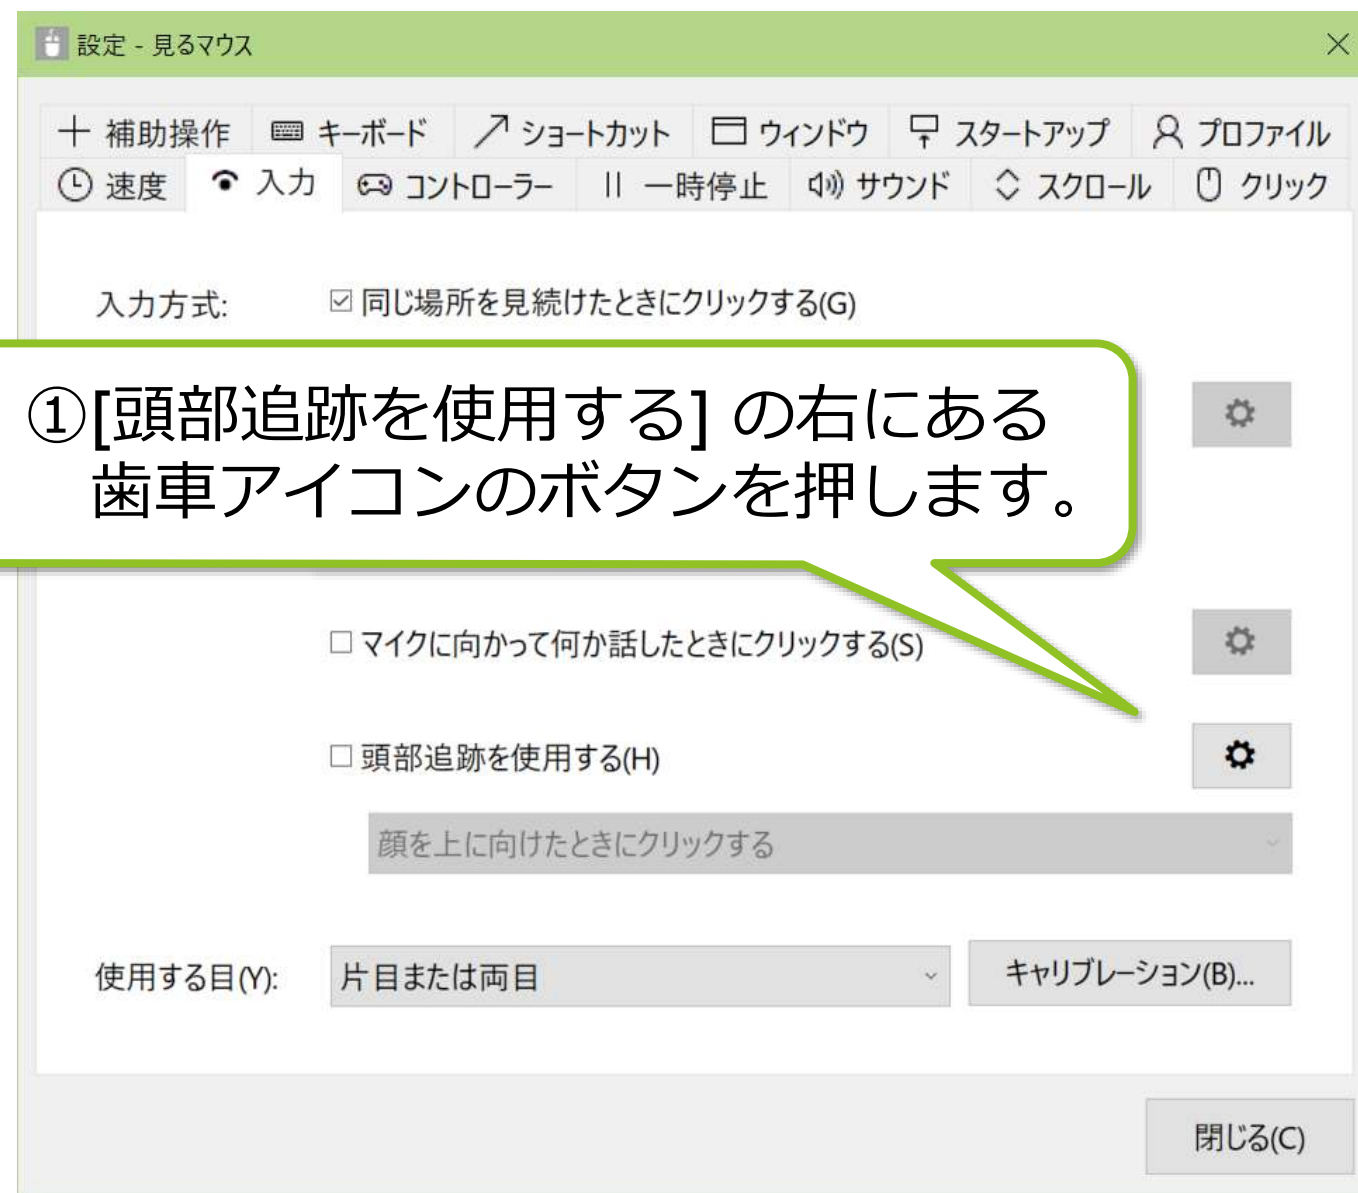 設定 - 見るマウス
補助操作 キーボード ショートカット ウィンドウ スタートアップ プロファイル
速度 入力 コントローラー 一時停止 サウンド スクロール クリック
入力方式: 同じ場所を見続けたときにクリックする(G)
①[頭部追跡を使用する] の右にある
歯車アイコンのボタンを押します。
マイクに向かって何か話したときにクリックする(S)
頭部追跡を使用する(H)
顔を上に向けたときにクリックする
使用する目(Y): 片目または両目 キャリブレーション(B)...
閉じる(C)